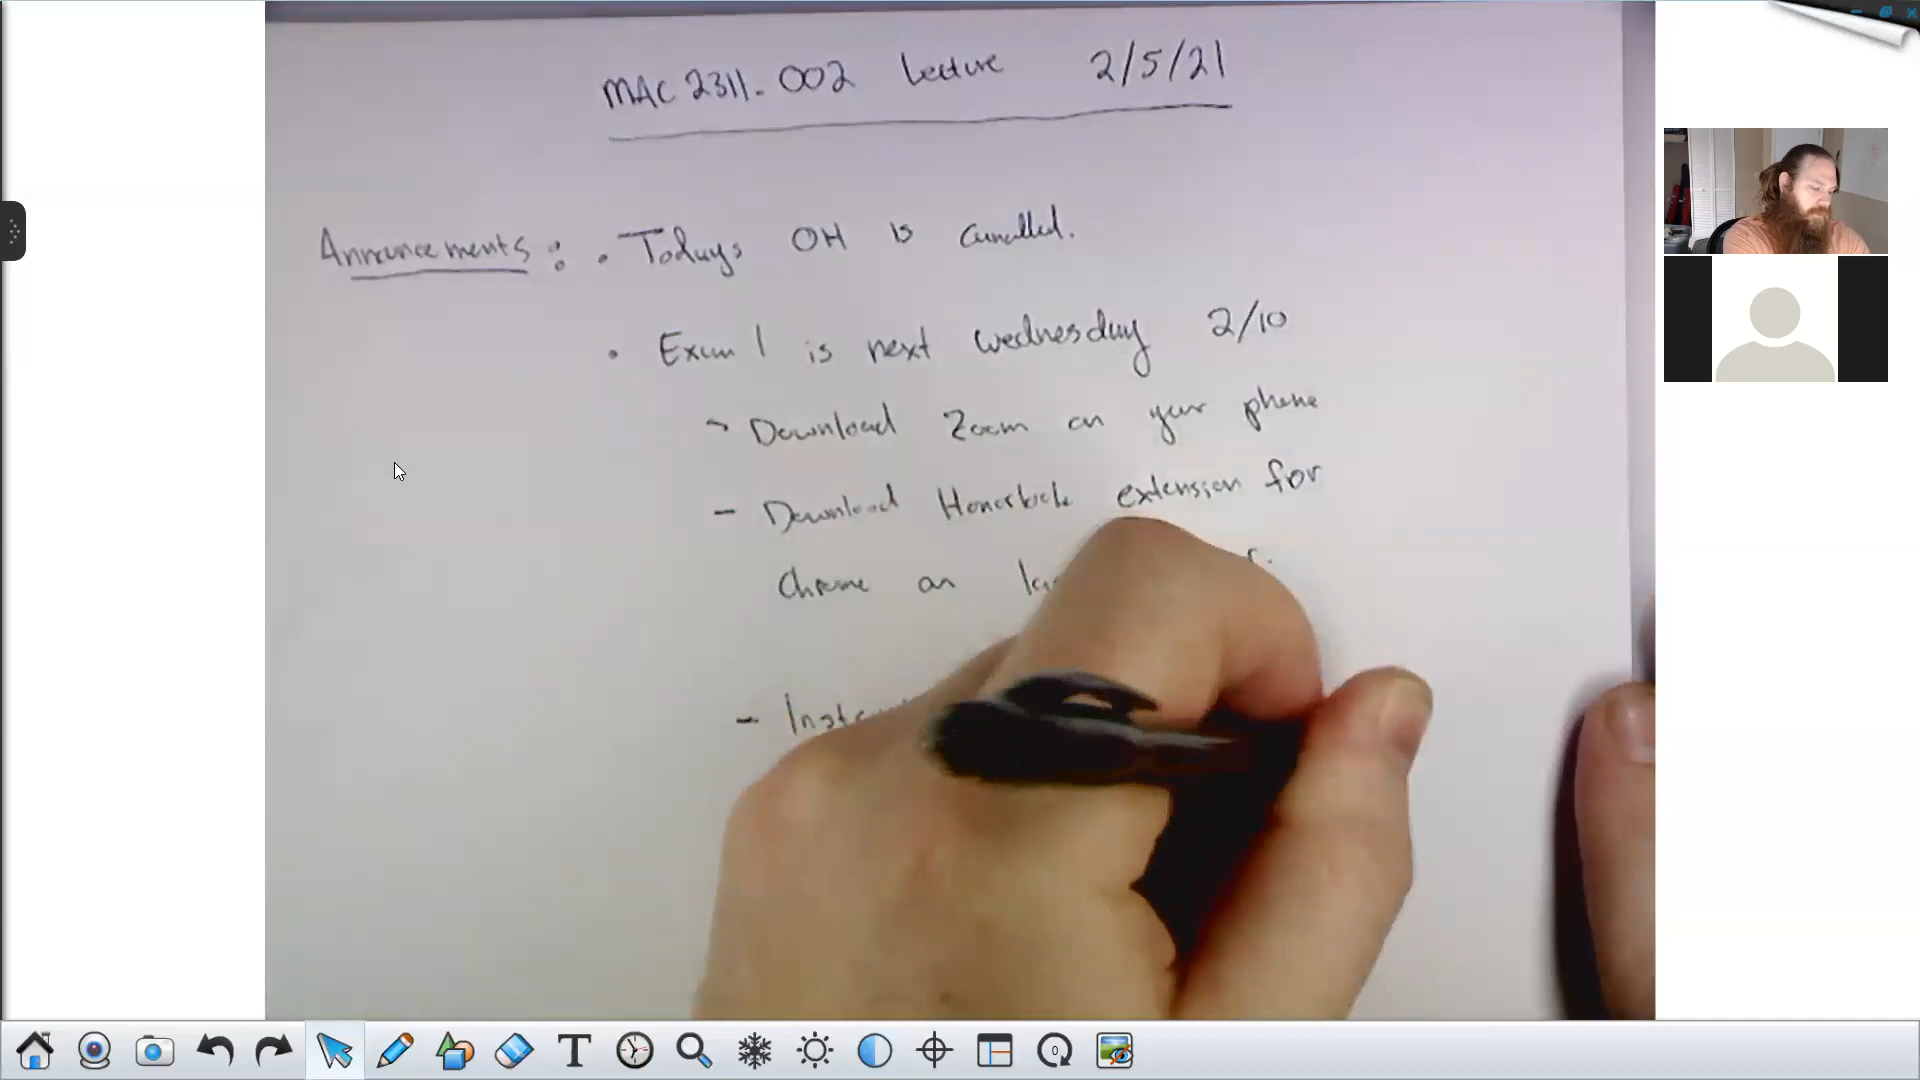 MAC 2311.002 Lecture 2/5/21
Announcements : • Todays OH is cancelled.
• Exam 1 is next wednesday 2/10
- Download Zoom on your phone
- Download Honorlock extension for
Chrome on
-
T
0